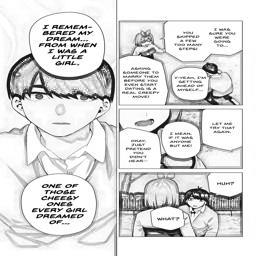 I REMEM-
BERED MY
DREAM...
FROM WHEN
I WAS A
LITTLE
GIRL.
ONE OF
THOSE
CHEESY
ONES
EVERY GIRL
DREAMED
OF...
I WAS
SURE YOU
WERE
GOING
TO...
YOU
SKIPPED
A FEW
TOO MANY
STEPS!
ASKING
SOMEONE TO
MARRY THEM
BEFORE YOU
EVEN START
DATING IS A
REAL CREEPY
MOVE!
Y-YEAH, I'M
GETTING
AHEAD OF
MYSELF...
LET ME
TRY THAT
AGAIN.
I MEAN,
IF IT WAS
ANYONE
BUT ME!
OKAY,
JUST
PRETEND
YOU
DIDN'T
HEAR--
HUH?
WHAT?